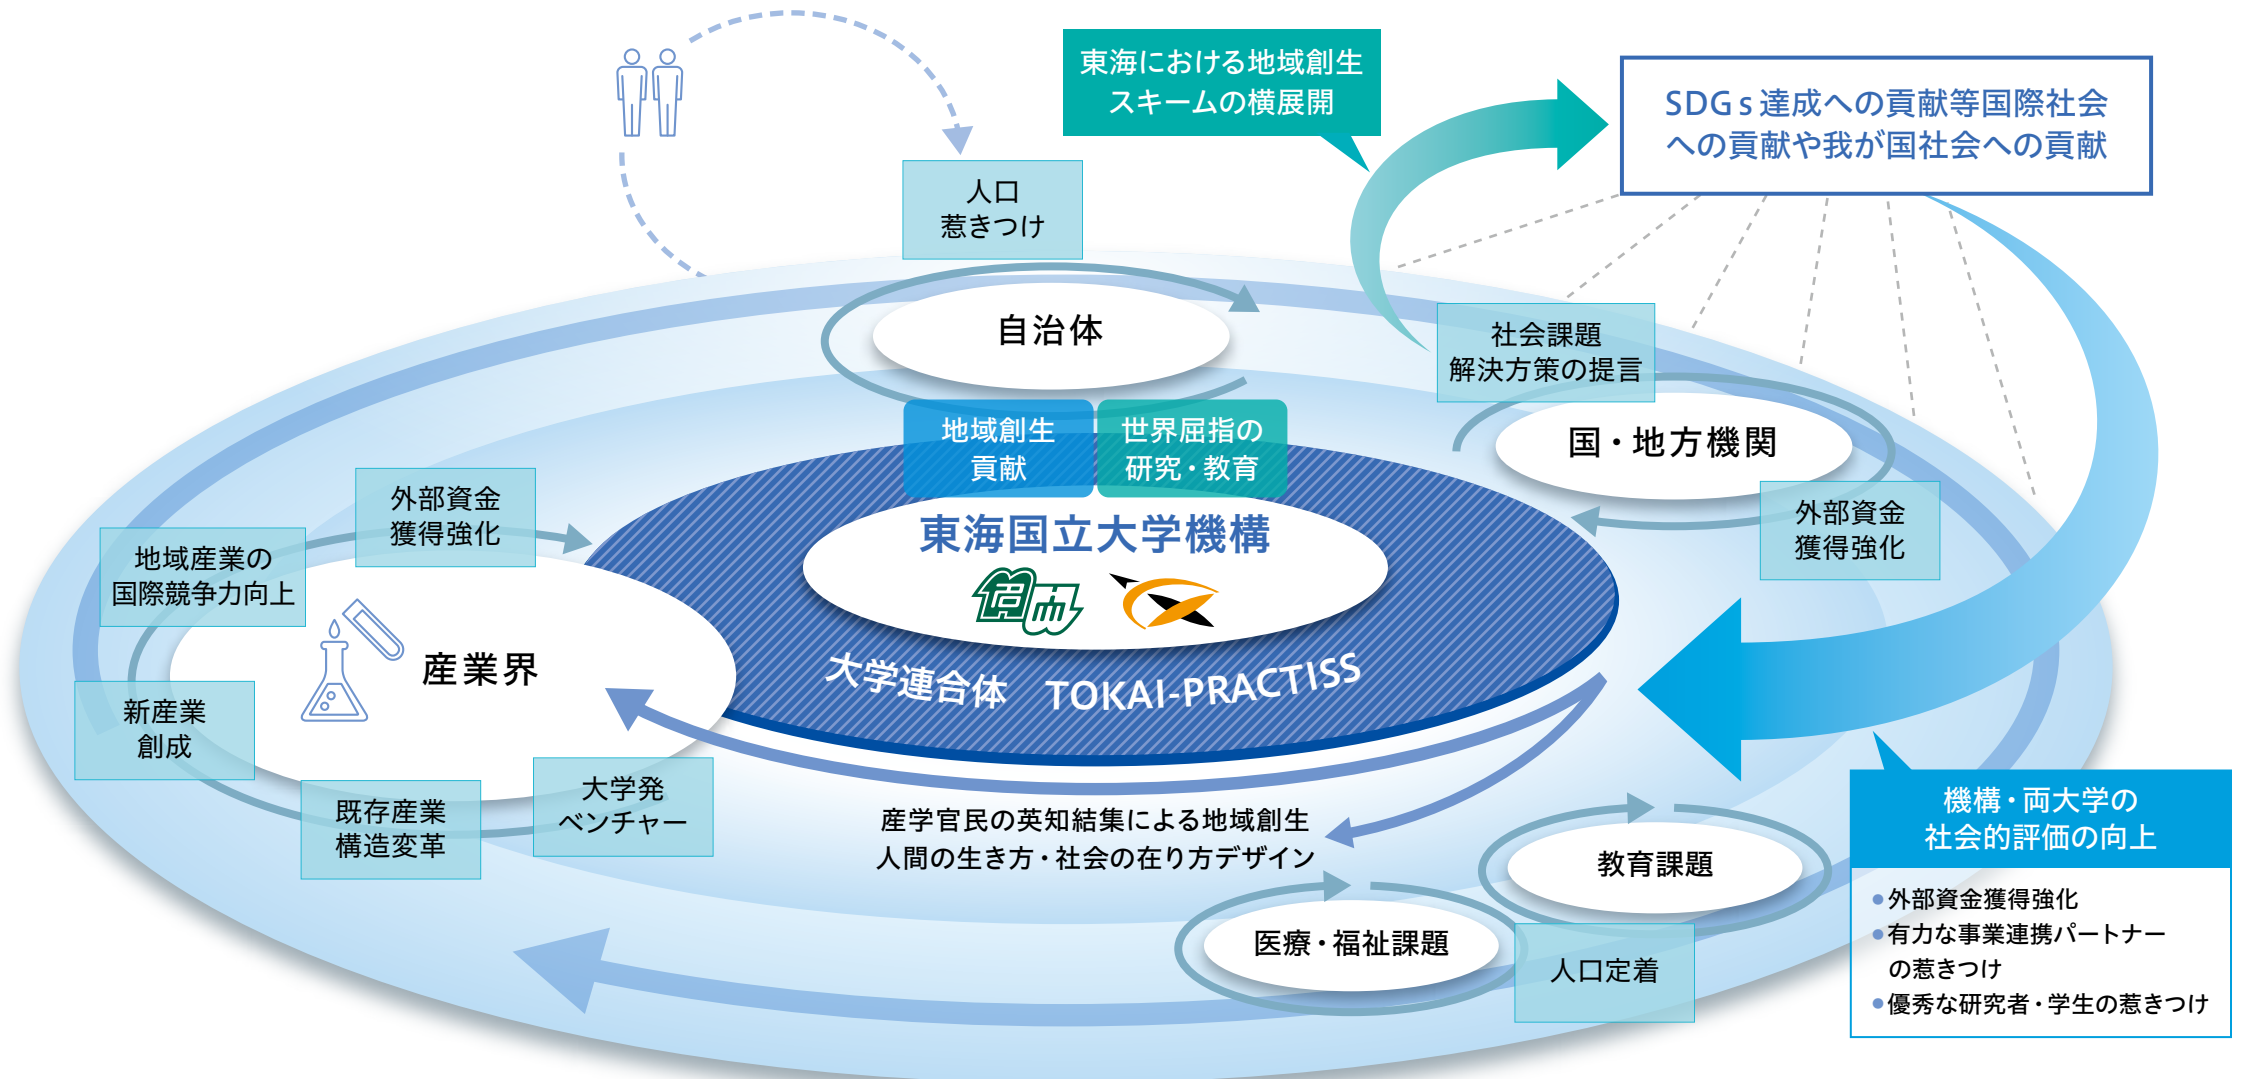 東海における地域創生
スキームの横展開
SDGs達成への貢献等国際社会
への貢献や我が国社会への貢献
人口
惹きつけ
自治体
社会課題
解決方策の提言
国・地方機関
外部資金
獲得強化
地域創生
貢献
世界屈指の
研究・教育
東海国立大学機構
名
大
大学連合体 TOKAI-PRACTISS
外部資金
獲得強化
地域産業の
国際競争力向上
産業界
新産業
創成
既存産業
構造変革
大学発
ベンチャー
産学官民の英知結集による地域創生
人間の生き方・社会の在り方デザイン
教育課題
医療・福祉課題
人口定着
機構・両大学の
社会的評価の向上
●外部資金獲得強化
●有力な事業連携パートナー
の惹きつけ
●優秀な研究者・学生の惹きつけ